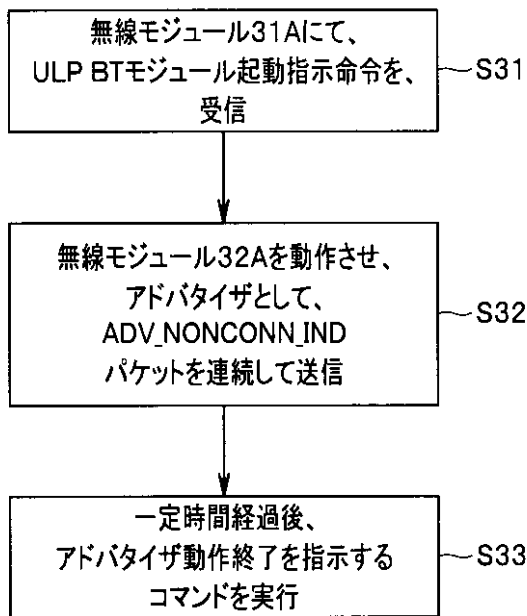 無線モジュール31Aにて、
ULP BTモジュール起動指示命令を、
受信
S31
無線モジュール32Aを動作させ、
アドバタイザとして、
ADV_NONCONN_IND
パケットを連続して送信
S32
一定時間経過後、
アドバタイザ動作終了を指示する
コマンドを実行
S33